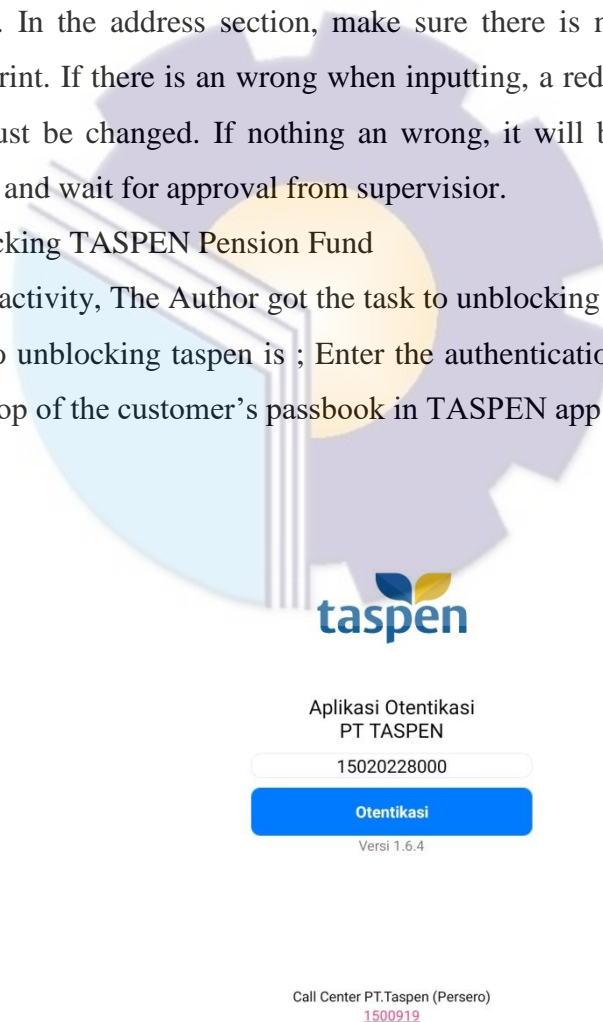 . In the address section, make sure there is n
rint. If there is an wrong when inputting, a red
ust be changed. If nothing an wrong, it will b
and wait for approval from supervisior.
cking TASPEN Pension Fund
activity, The Author got the task to unblocking
o unblocking taspen is ; Enter the authenticatio
op of the customer's passbook in TASPEN app
taspen
Aplikasi Otentikasi
PT TASPEN
15020228000
Otentikasi
Versi 1.6.4
Call Center PT.Taspen (Persero)
1500919